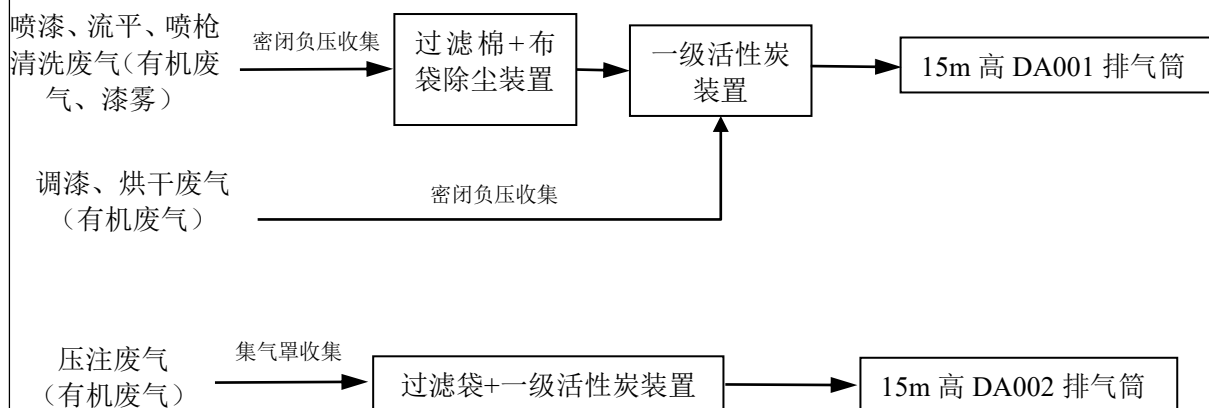 喷漆、流平、喷枪
清洗废气（有机废
气、漆雾）
密闭负压收集
过滤棉+布
袋除尘装置
一级活性炭
装置
15m 高 DA001 排气筒
调漆、烘干废气
（有机废气）
密闭负压收集
压注废气
（有机废气）
集气罩收集
过滤袋+一级活性炭装置
15m 高 DA002 排气筒